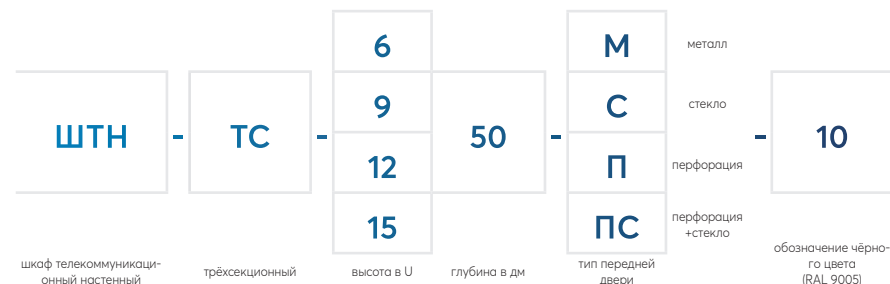 6
М
металл
9
С
стекло
ШТН - ТС - 50 - - 10
12
П
перфорация
15
ПС
перфорация
+стекло
шкаф телекоммуникаци-
онный настенный
трёхсекционный
высота в U
глубина в дм
тип передней
двери
обозначение чёрно-
го цвета
(RAL 9005)